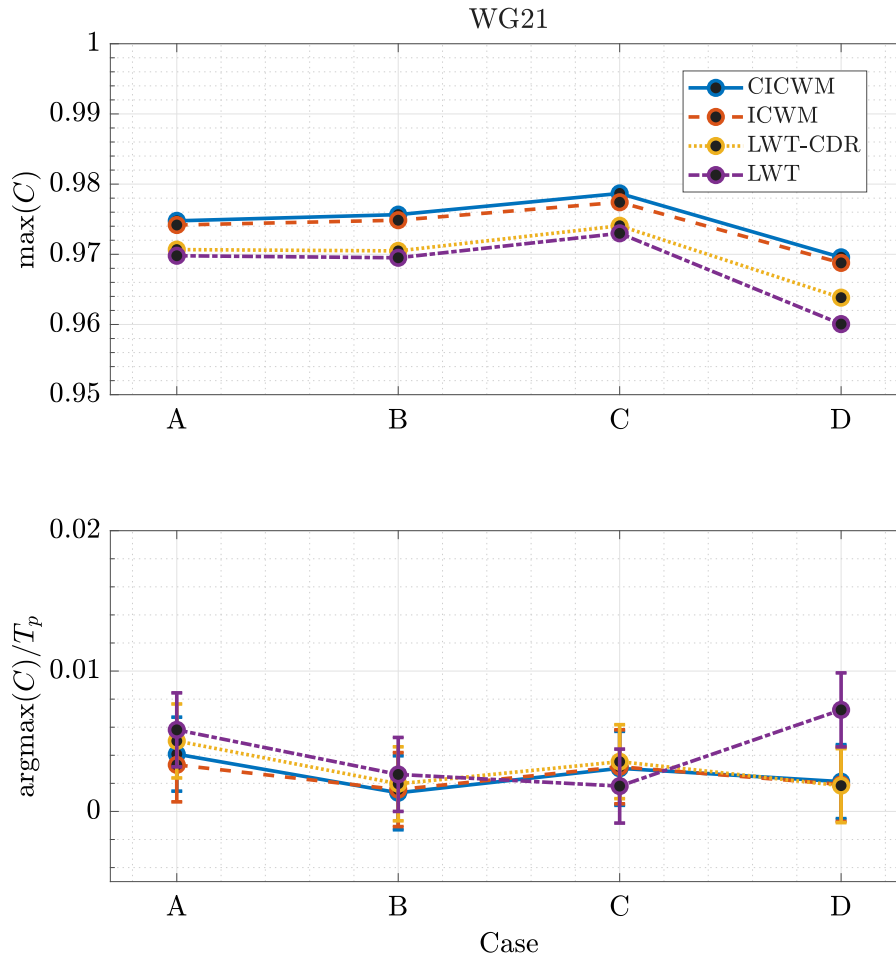 WG21
1
0.99
0.98
0.97
0.96
0.95
max(C)
CICWM
ICWM
LWT-CDR
LWT
A B C D
0.02
0.01
0
argmax(C)/T_p
A B C D
Case